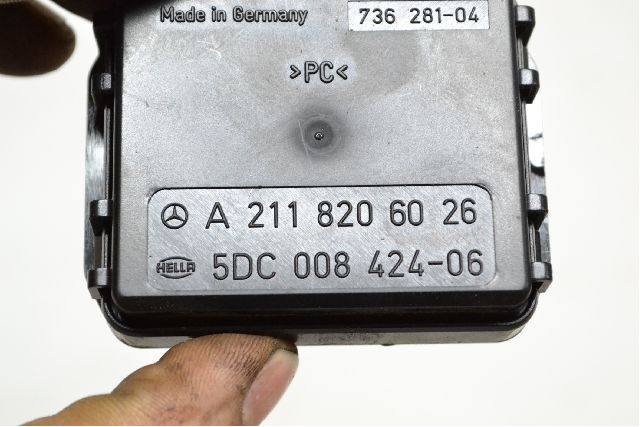 Made in Germany 736 281-04
>PC<
A 211 820 60 26
HELLA 5DC 008 424-06